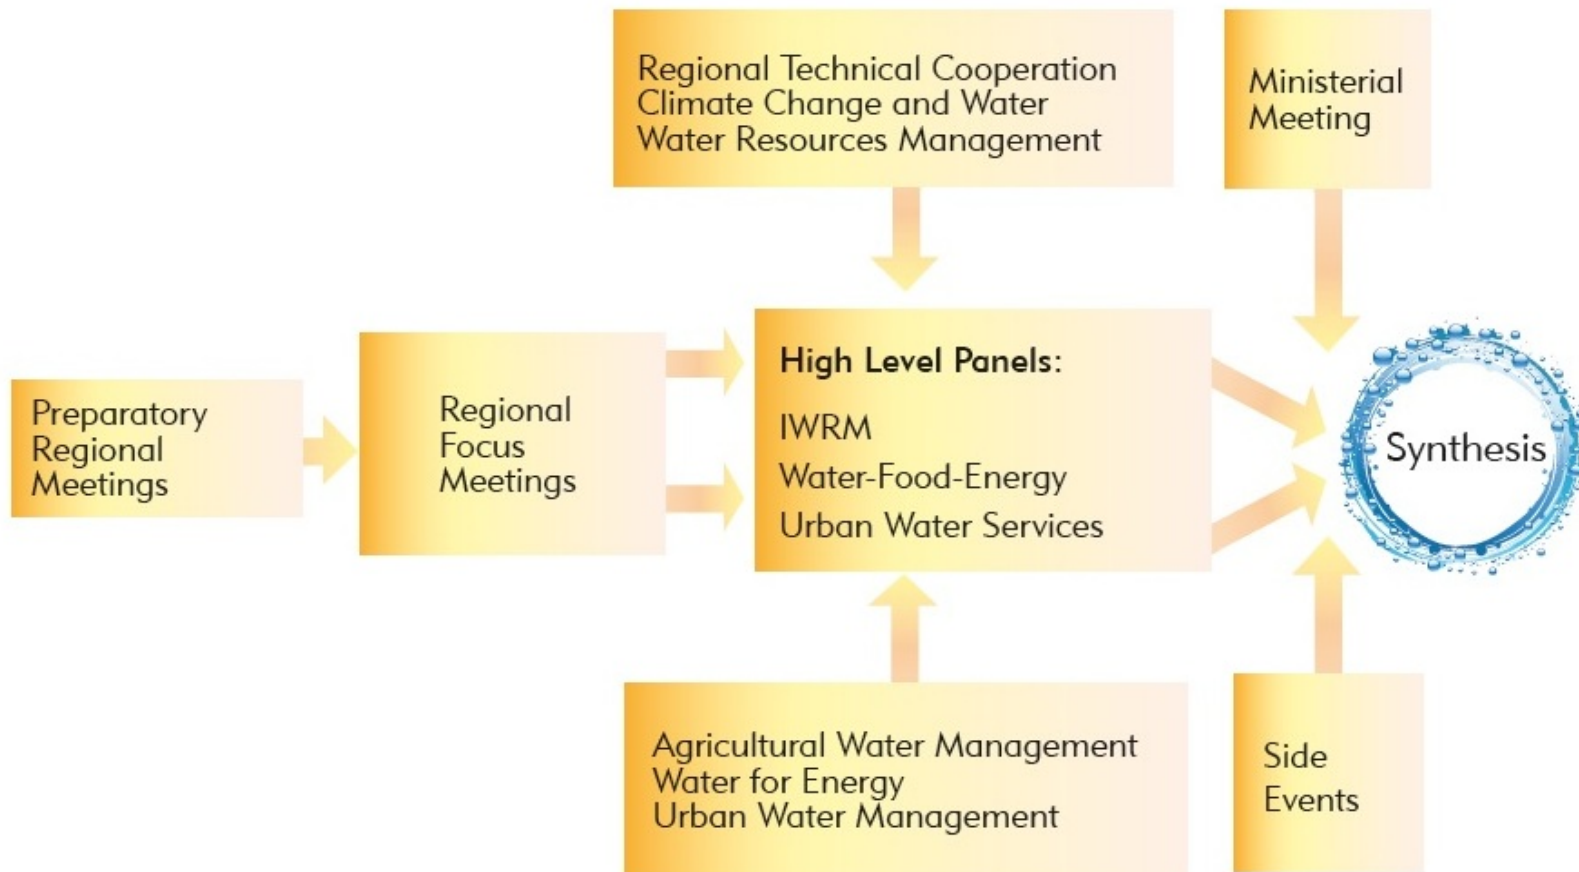 Regional Technical Cooperation
Climate Change and Water
Water Resources Management
Ministerial
Meeting
Preparatory
Regional
Meetings
Regional
Focus
Meetings
High Level Panels:
IWRM
Water-Food-Energy
Urban Water Services
Synthesis
Agricultural Water Management
Water for Energy
Urban Water Management
Side
Events